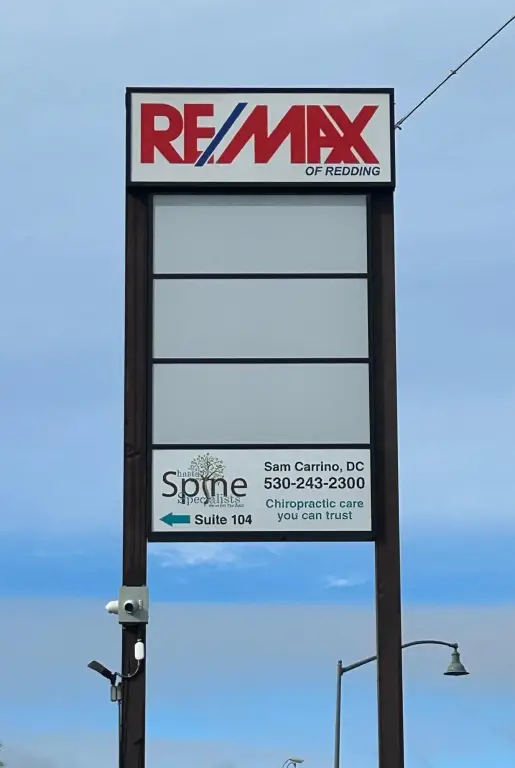 RE/MAX
OF REDDING
Shasta
Spine
Specialists
Suite 104
Sam Carrino, DC
530-243-2300
Chiropractic care
you can trust